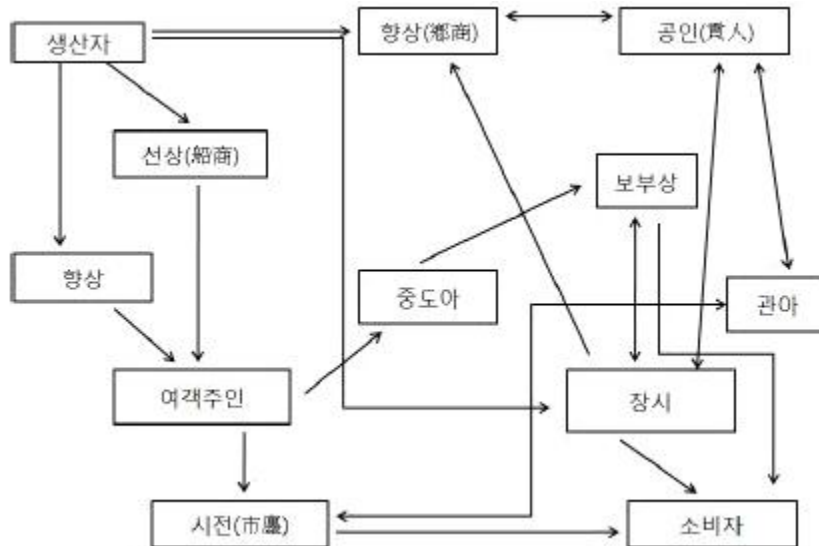 생산자
향상(鄕商)
공인(貢人)
선상(船商)
보부상
향상
중도아
관아
여객주인
장시
시전(市廛)
소비자